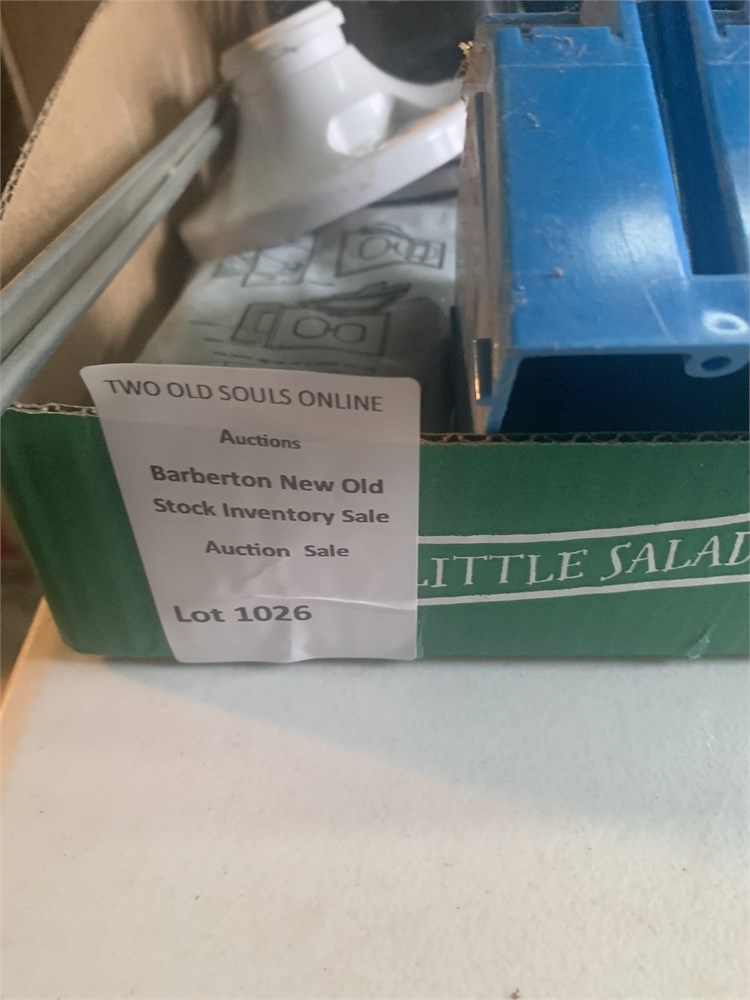 TWO OLD SOULS ONLINE
Auctions
Barberton New Old
Stock Inventory Sale
Auction Sale
Lot 1026
LITTLE SALAD